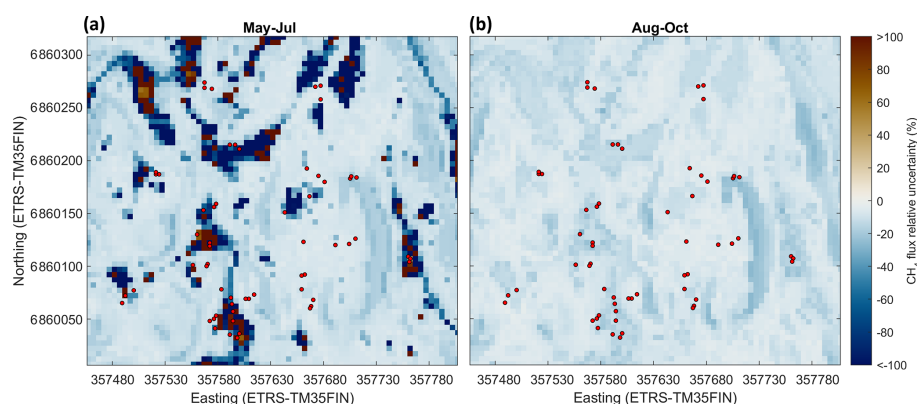 (a) May-Jul (b) Aug-Oct
6860300
6860250
6860200
6860150
6860100
6860050
Northing (ETRS-TM35FIN)
357480 357530 357580 357630 357680 357730 357780
Easting (ETRS-TM35FIN)
357480 357530 357580 357630 357680 357730 357780
Easting (ETRS-TM35FIN)
>100
80
60
40
20
0
-20
-40
-60
-80
<-100
CH₄ flux relative uncertainty (%)